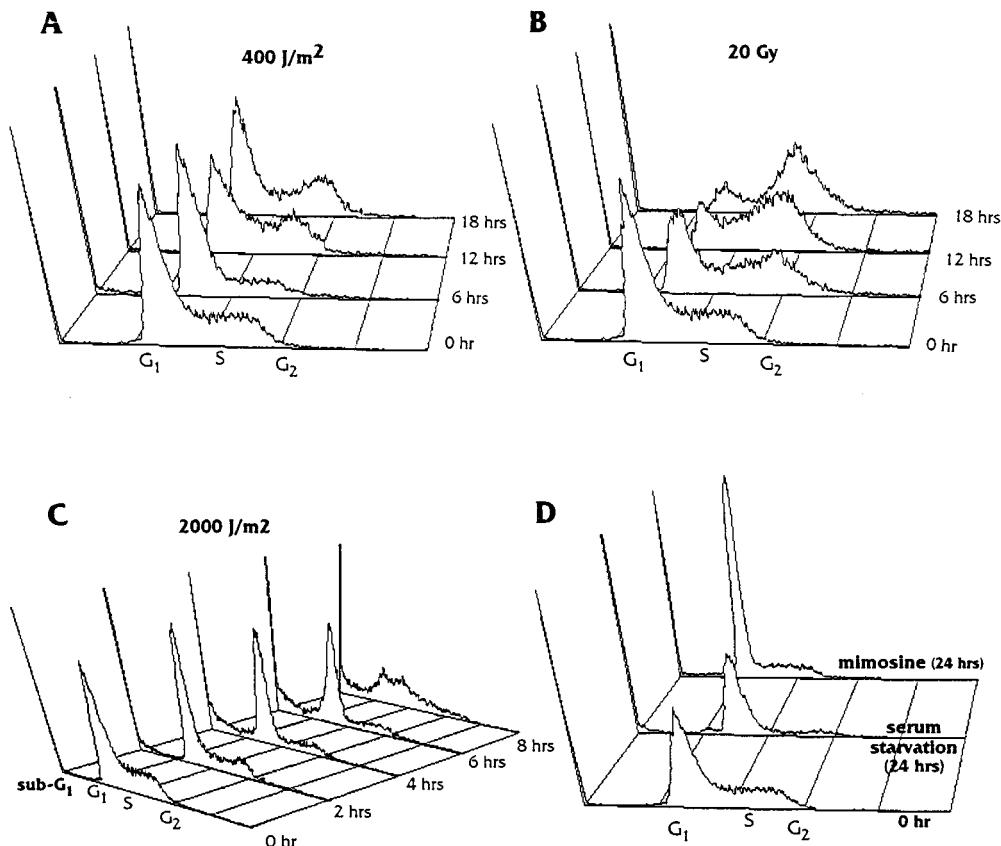 A
400 J/m²
18 hrs
12 hrs
6 hrs
0 hr
G₁ S G₂
B
20 Gy
18 hrs
12 hrs
6 hrs
0 hr
G₁ S G₂
C
2000 J/m2
8 hrs
6 hrs
4 hrs
2 hrs
0 hr
sub-G₁ G₁ S G₂
D
mimosine (24 hrs)
serum
starvation
(24 hrs)
0 hr
G₁ S G₂